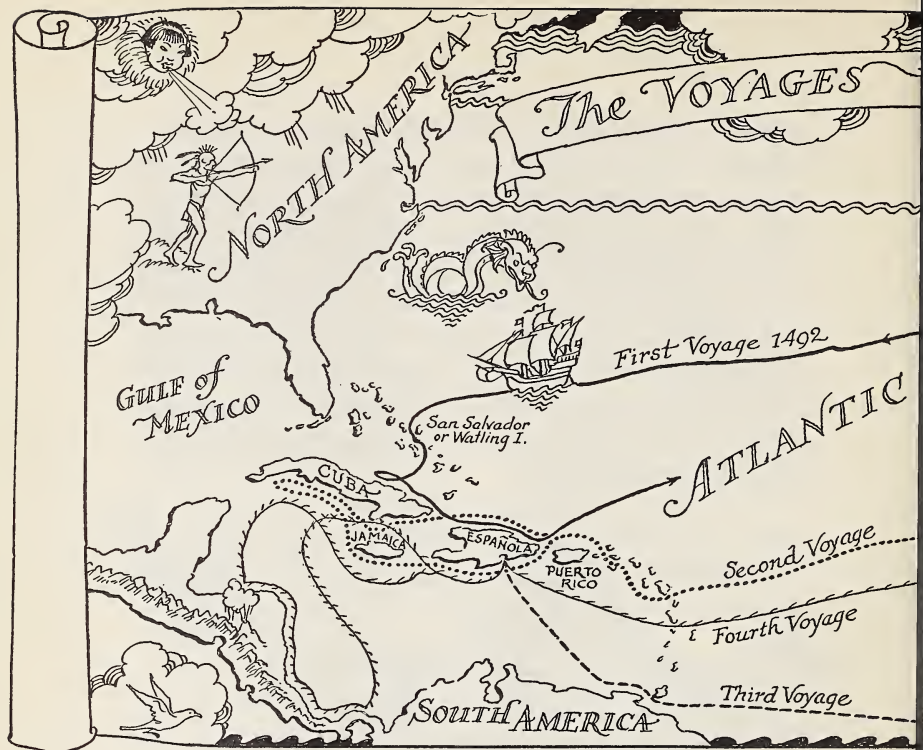 The VOYAGES
NORTH AMERICA
First Voyage 1492
GULF of
MEXICO
San Salvador
or Watling I.
ATLANTIC
CUBA
JAMAICA
ESPAÑOLA
PUERTO
RICO
Second Voyage
Fourth Voyage
Third Voyage
SOUTH AMERICA